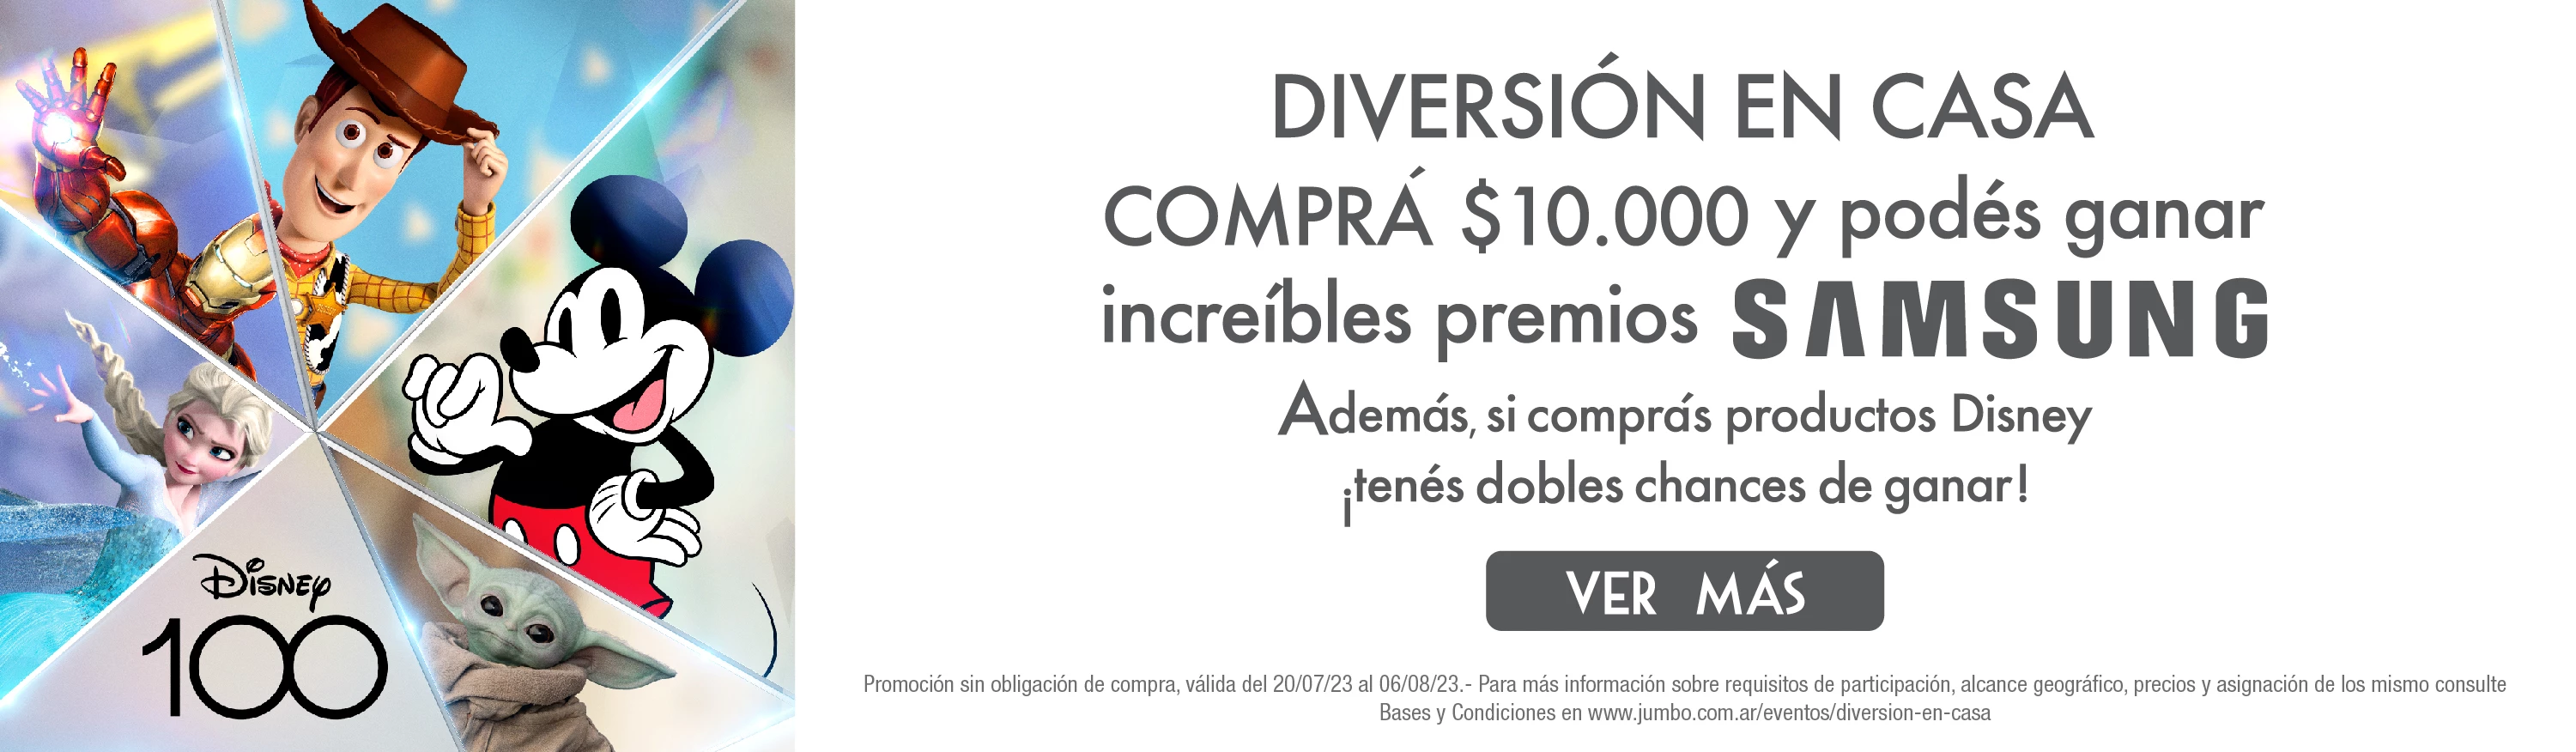 Disney
100
DIVERSIÓN EN CASA
COMPRÁ $10.000 y podés ganar
increíbles premios SAMSUNG
Además, si comprás productos Disney
¡tenés dobles chances de ganar!
VER MÁS
Promoción sin obligación de compra, válida del 20/07/23 al 06/08/23.- Para más información sobre requisitos de participación, alcance geográfico, precios y asignación de los mismo consulte
Bases y Condiciones en www.jumbo.com.ar/eventos/diversion-en-casa